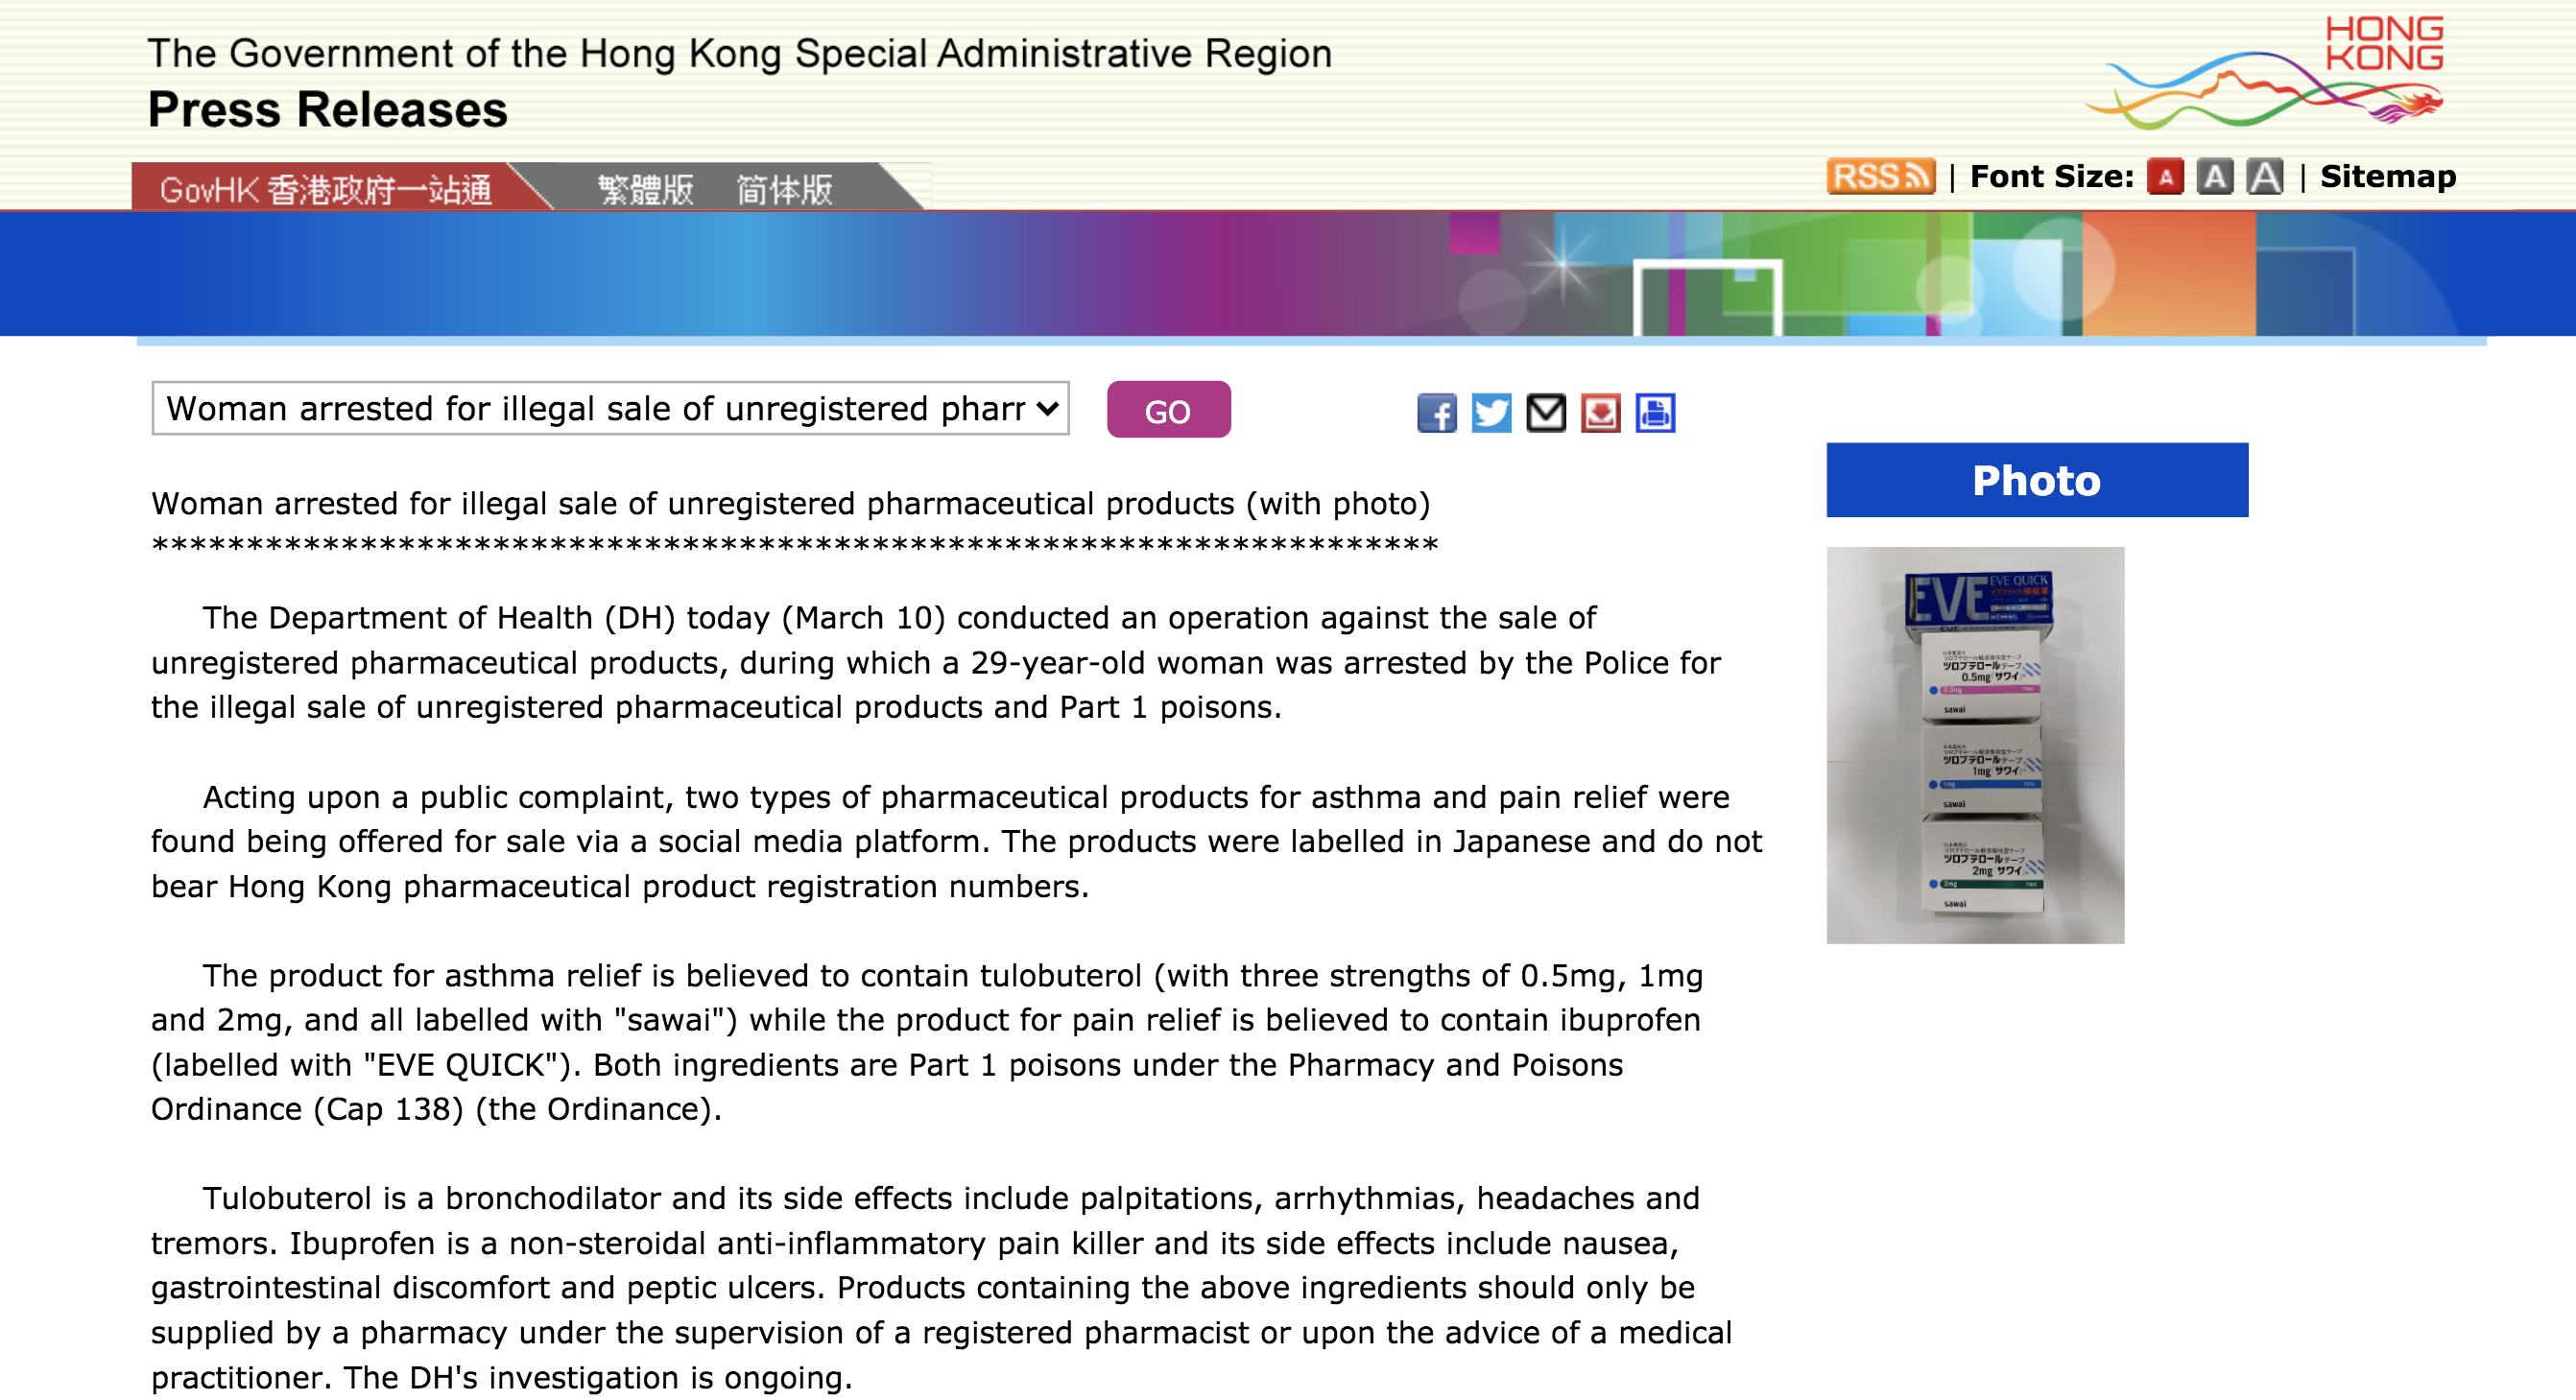 The Government of the Hong Kong Special Administrative Region
Press Releases
HONG
KONG
GovHK 香港政府一站通
繁體版 简体版
RSS | Font Size: A A A | Sitemap
Woman arrested for illegal sale of unregistered pharr
GO
Woman arrested for illegal sale of unregistered pharmaceutical products (with photo)
********************************************************************
The Department of Health (DH) today (March 10) conducted an operation against the sale of
unregistered pharmaceutical products, during which a 29-year-old woman was arrested by the Police for
the illegal sale of unregistered pharmaceutical products and Part 1 poisons.
Acting upon a public complaint, two types of pharmaceutical products for asthma and pain relief were
found being offered for sale via a social media platform. The products were labelled in Japanese and do not
bear Hong Kong pharmaceutical product registration numbers.
The product for asthma relief is believed to contain tulobuterol (with three strengths of 0.5mg, 1mg
and 2mg, and all labelled with "sawai") while the product for pain relief is believed to contain ibuprofen
(labelled with "EVE QUICK"). Both ingredients are Part 1 poisons under the Pharmacy and Poisons
Ordinance (Cap 138) (the Ordinance).
Tulobuterol is a bronchodilator and its side effects include palpitations, arrhythmias, headaches and
tremors. Ibuprofen is a non-steroidal anti-inflammatory pain killer and its side effects include nausea,
gastrointestinal discomfort and peptic ulcers. Products containing the above ingredients should only be
supplied by a pharmacy under the supervision of a registered pharmacist or upon the advice of a medical
practitioner. The DH's investigation is ongoing.
Photo
EVE EVE QUICK
ツロブテロールテープ
0.5mg「サワイ」
0.5mg
sawai
ツロブテロールテープ
1mg「サワイ」
1mg
sawai
ツロブテロールテープ
2mg「サワイ」
2mg
sawai